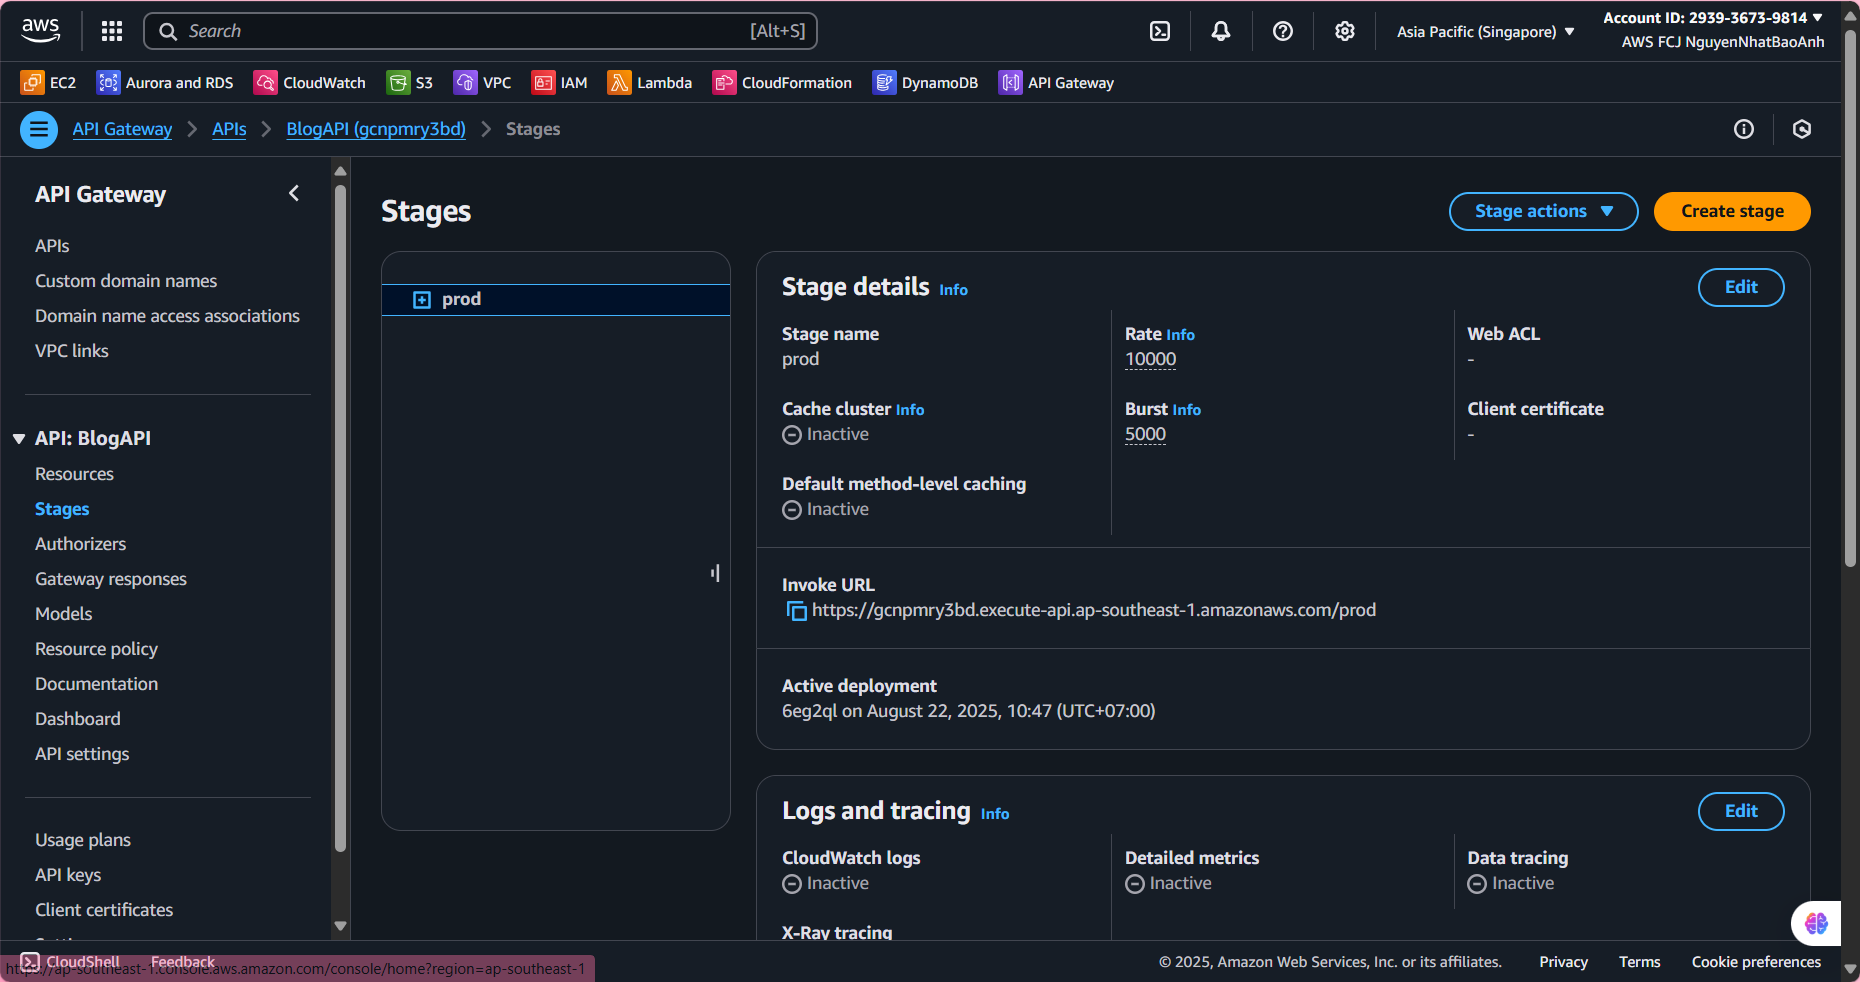 aws
Search
[Alt+S]
Asia Pacific (Singapore)
Account ID: 2939-3673-9814
AWS FCJ NguyenNhatBaoAnh
EC2
Aurora and RDS
CloudWatch
S3
VPC
IAM
Lambda
CloudFormation
DynamoDB
API Gateway
API Gateway
APIs
BlogAPI (gcnpmry3bd)
Stages
API Gateway
APIs
Custom domain names
Domain name access associations
VPC links
API: BlogAPI
Resources
Stages
Authorizers
Gateway responses
Models
Resource policy
Documentation
Dashboard
API settings
Usage plans
API keys
Client certificates
Stages
Stage actions
Create stage
prod
Stage details Info
Edit
Stage name
prod
Rate Info
10000
Web ACL
-
Cache cluster Info
Inactive
Burst Info
5000
Client certificate
-
Default method-level caching
Inactive
Invoke URL
https://gcnpmry3bd.execute-api.ap-southeast-1.amazonaws.com/prod
Active deployment
6eg2ql on August 22, 2025, 10:47 (UTC+07:00)
Logs and tracing Info
Edit
CloudWatch logs
Inactive
Detailed metrics
Inactive
Data tracing
Inactive
X-Ray tracing
CloudShell
Feedback
https://ap-southeast-1.console.aws.amazon.com/console/home?region=ap-southeast-1
© 2025, Amazon Web Services, Inc. or its affiliates.
Privacy
Terms
Cookie preferences